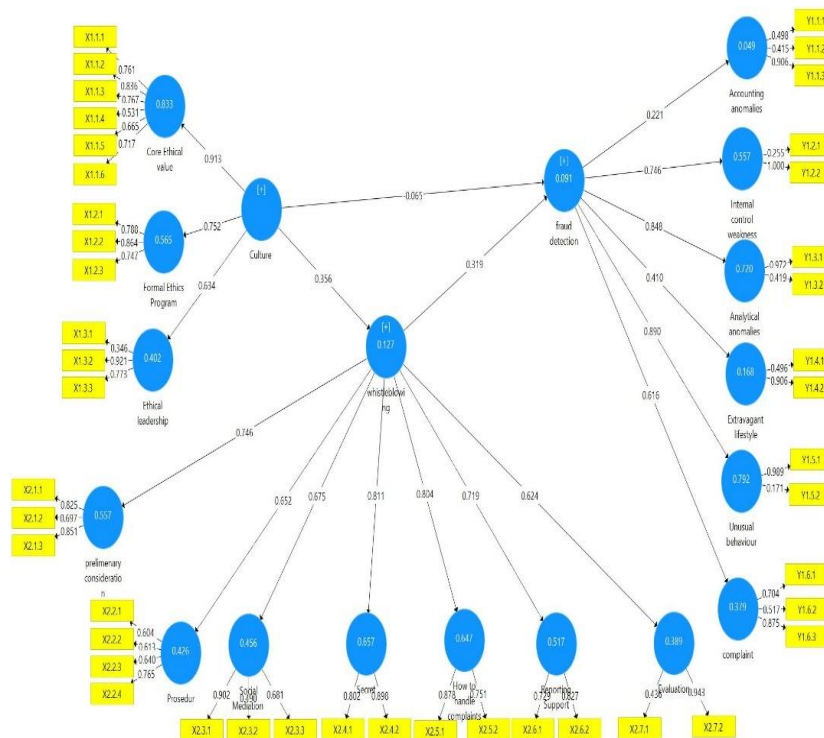 X1.1.1
X1.1.2
X1.1.3
X1.1.4
X1.1.5
X1.1.6
0.761
0.836
0.767
0.531
0.665
0.717
0.833
Core Ethical
value
0.913
X1.2.1
X1.2.2
X1.2.3
0.788
0.864
0.747
0.565
Formal Ethics
Program
0.752
X1.3.1
X1.3.2
X1.3.3
0.346
0.921
0.773
0.402
Ethical
leadership
0.634
[+]
Culture
0.065
0.356
[+]
0.127
whistleblowi
ng
0.319
[+]
0.091
fraud
detection
0.221
0.746
0.848
0.410
0.890
0.616
0.049
Accounting
anomalies
0.498
0.415
0.906
Y1.1.1
Y1.1.2
Y1.1.3
0.557
Internal
control
weakness
0.255
1.000
Y1.2.1
Y1.2.2
0.720
Analytical
anomalies
0.972
0.419
Y1.3.1
Y1.3.2
0.168
Extravagant
lifestyle
0.496
0.906
Y1.4.1
Y1.4.2
0.792
Unusual
behaviour
0.989
0.171
Y1.5.1
Y1.5.2
0.379
complaint
0.704
0.517
0.875
Y1.6.1
Y1.6.2
Y1.6.3
0.746
0.652
0.675
0.811
0.804
0.719
0.624
X2.1.1
X2.1.2
X2.1.3
0.825
0.697
0.851
0.557
prelimenary
consideratio
n
X2.2.1
X2.2.2
X2.2.3
X2.2.4
0.604
0.613
0.640
0.765
0.426
Prosedur
0.456
Social
Mediation
0.902
0.681
X2.3.1
X2.3.2
X2.3.3
0.657
Secret
0.802
0.898
X2.4.1
X2.4.2
0.647
How to
handle
complaints
0.878
0.751
X2.5.1
X2.5.2
0.517
Reporting
Support
0.729
0.827
X2.6.1
X2.6.2
0.389
Evaluation
0.436
0.943
X2.7.1
X2.7.2